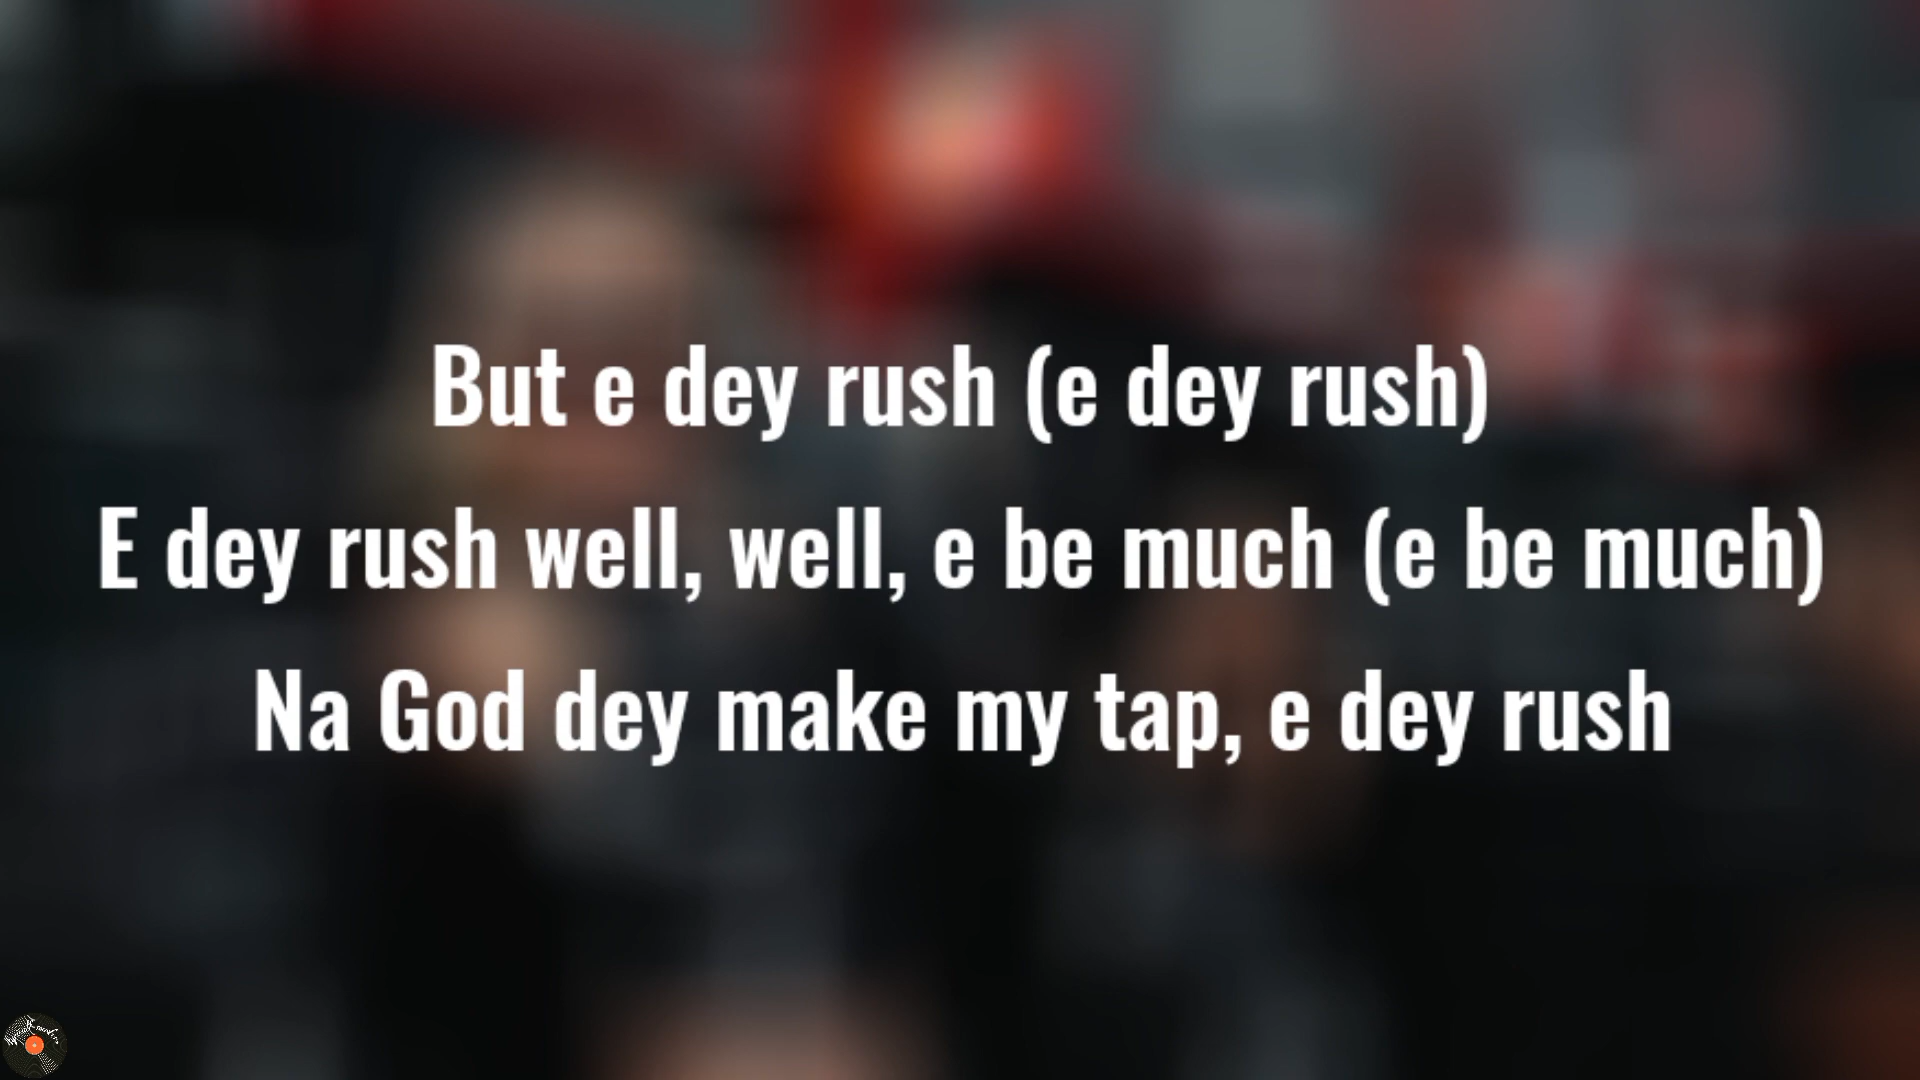 But e dey rush (e dey rush)
E dey rush well, well, e be much (e be much)
Na God dey make my tap, e dey rush